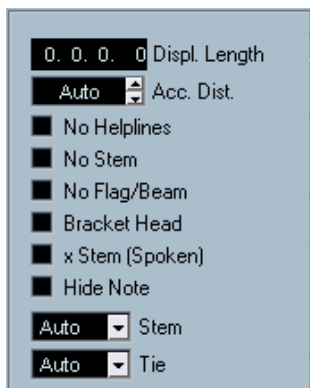 0. 0. 0. 0 Displ. Length
Auto Acc. Dist.
No Helplines
No Stem
No Flag/Beam
Bracket Head
x Stem (Spoken)
Hide Note
Auto Stem
Auto Tie